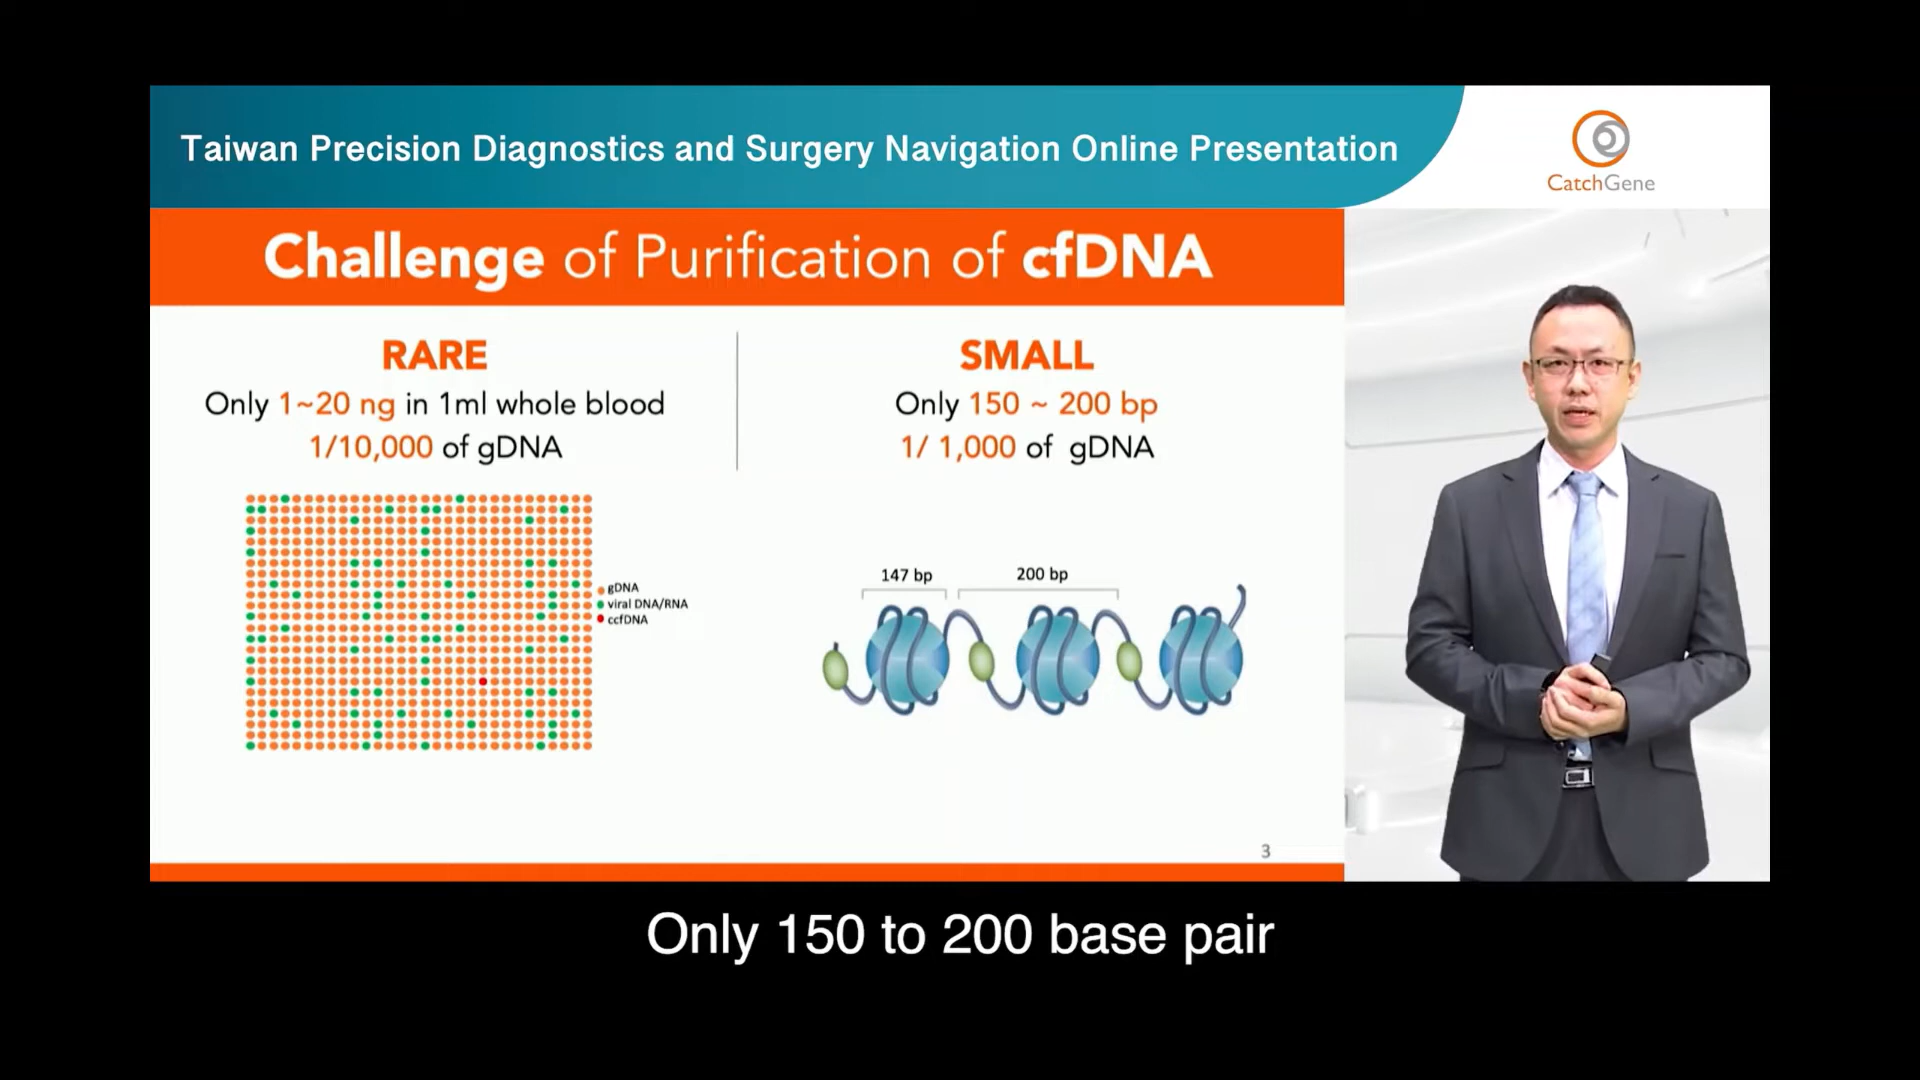 Taiwan Precision Diagnostics and Surgery Navigation Online Presentation
CatchGene
Challenge of Purification of cfDNA
RARE
Only 1~20 ng in 1ml whole blood
1/10,000 of gDNA
gDNA
viral DNA/RNA
ccfDNA
SMALL
Only 150 ~ 200 bp
1/ 1,000 of gDNA
147 bp
200 bp
3
Only 150 to 200 base pair